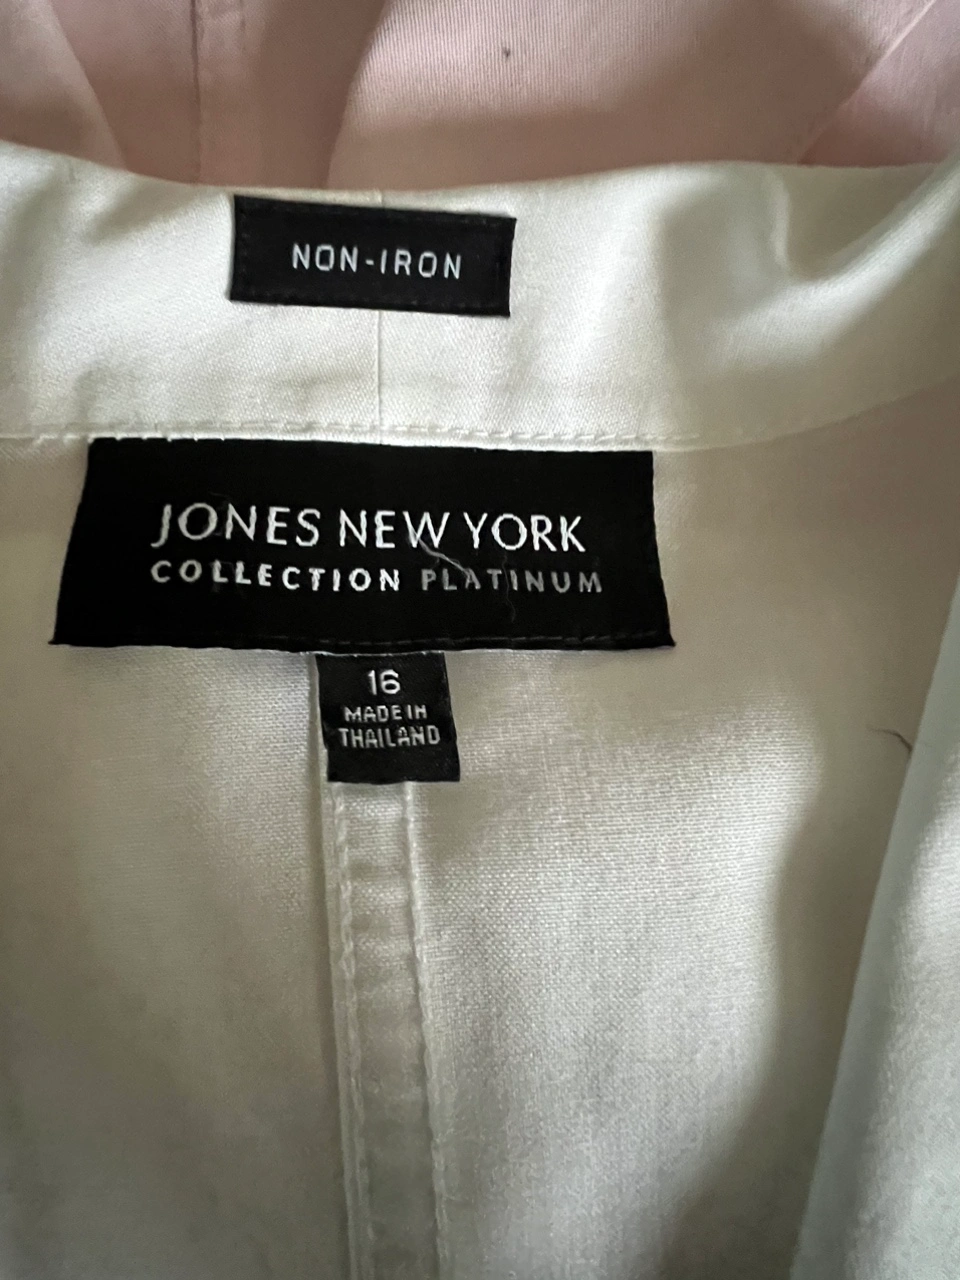 NON-IRON
JONES NEW YORK
COLLECTION PLATINUM
16
MADE IN
THAILAND